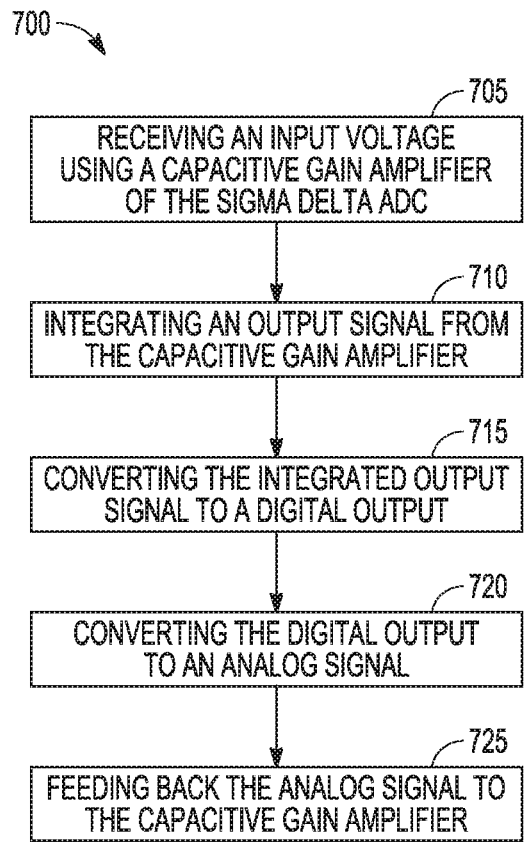 700
705
RECEIVING AN INPUT VOLTAGE
USING A CAPACITIVE GAIN AMPLIFIER
OF THE SIGMA DELTA ADC
710
INTEGRATING AN OUTPUT SIGNAL FROM
THE CAPACITIVE GAIN AMPLIFIER
715
CONVERTING THE INTEGRATED OUTPUT
SIGNAL TO A DIGITAL OUTPUT
720
CONVERTING THE DIGITAL OUTPUT
TO AN ANALOG SIGNAL
725
FEEDING BACK THE ANALOG SIGNAL TO
THE CAPACITIVE GAIN AMPLIFIER